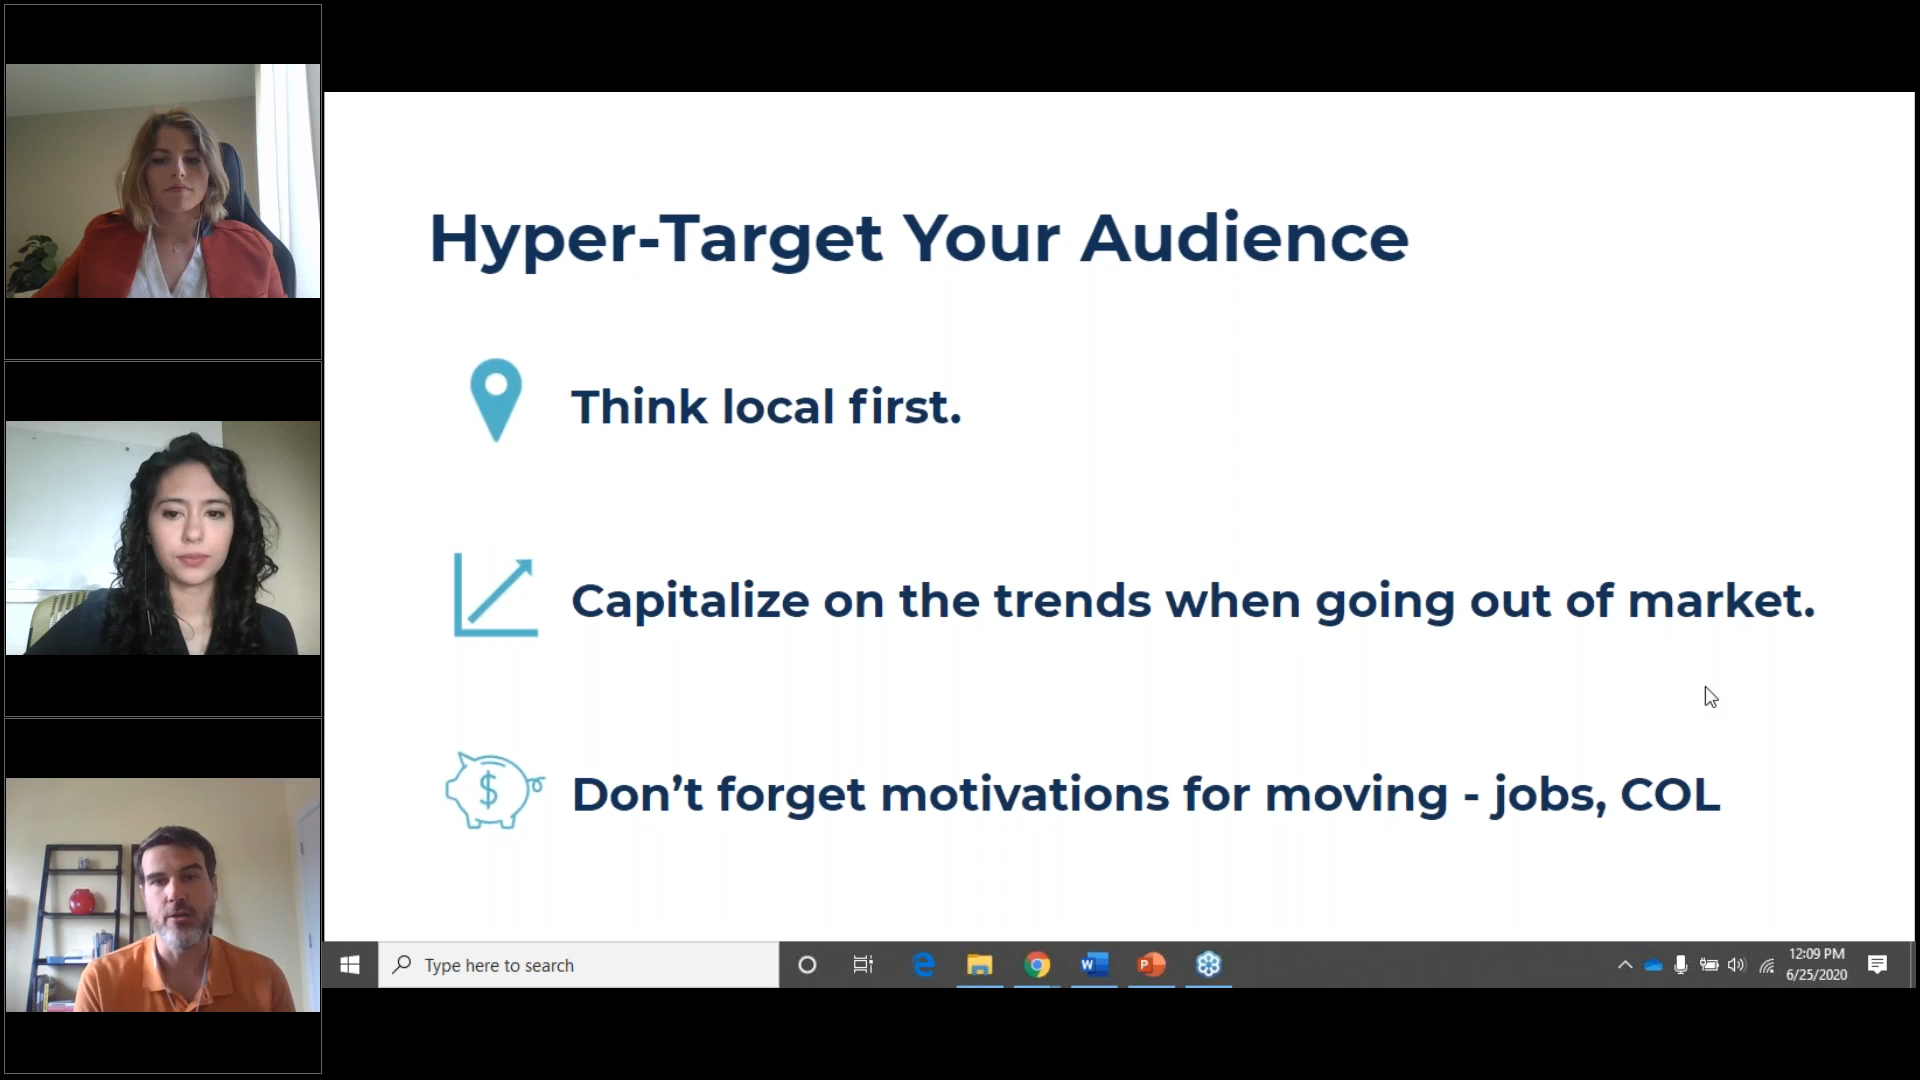 Hyper-Target Your Audience
Think local first.
Capitalize on the trends when going out of market.
$
Don’t forget motivations for moving - jobs, COL
Type here to search
W
P
12:09 PM
6/25/2020